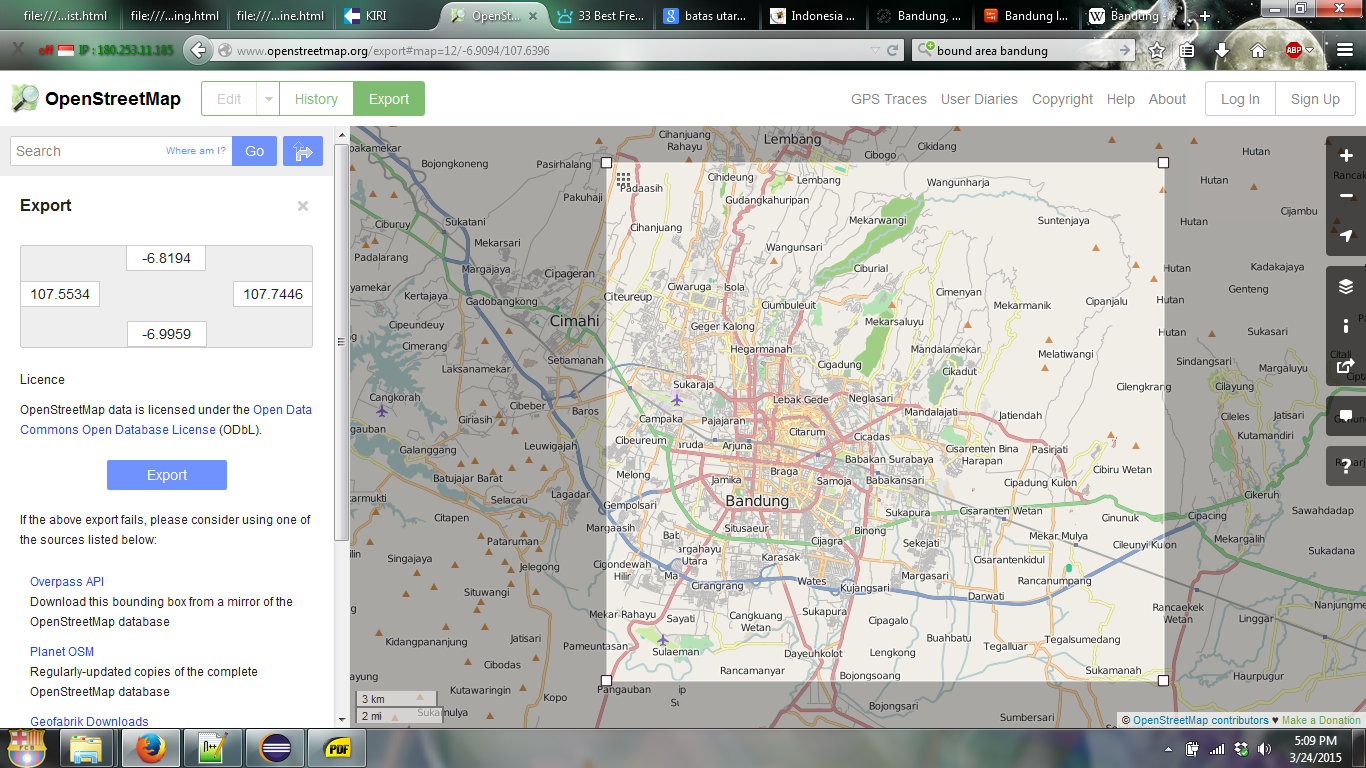 file:///...ist.html
file:///...ing.html
file:///...ine.html
KIRI
OpenSt...
33 Best Fre...
batas utar...
Indonesia ...
Bandung, ...
Bandung I...
Bandung -...
off IP : 180.253.11.185
www.openstreetmap.org/export#map=12/-6.9094/107.6396
bound area bandung
ABP
OpenStreetMap
Edit
History
Export
GPS Traces
User Diaries
Copyright
Help
About
Log In
Sign Up
Search
Where am I?
Go
Export
-6.8194
107.5534
107.7446
-6.9959
Licence
OpenStreetMap data is licensed under the Open Data
Commons Open Database License (ODbL).
Export
If the above export fails, please consider using one of
the sources listed below:
Overpass API
Download this bounding box from a mirror of the
OpenStreetMap database
Planet OSM
Regularly-updated copies of the complete
OpenStreetMap database
Geofabrik Downloads
Cihanjung
Rahayu
Lembang
Cibogo
Cikidang
Hutan
Bojongkoneng
Pasirhalang
Cihideung
Lembang
Wangunharja
Hutan
Padaasih
Pakuhaji
Gudangkahuripan
Cijambu
Ciburuy
Sukatani
Cihanjuang
Mekarwangi
Suntenjaya
Hutan
Mekarsari
Wangunsari
Padalarang
Margajaya
Cipageran
Ciburial
Hutan
Kadakajaya
Kertajaya
Gadobangkong
Citeureup
Ciwaruga
Isola
Cimenyan
Genteng
Ciumbuleuit
Mekarmanik
Cipanjalu
Hutan
Cipeundeuy
Cimahi
Geger Kalong
Mekarsaluyu
Hutan
Sukasari
Cimerang
Setiamanah
Hegarmanah
Mandalamekar
Melatiwangi
Laksanamekar
Cigadung
Cikadut
Sindangsari
Margaluyu
Sukaraja
Cilengkrang
Cilayung
Cangkorah
Cibeber
Baros
Lebak Gede
Neglasari
Giriasih
Campaka
Pajajaran
Mandalajati
Jatiendah
Cileles
Jatisari
Galanggang
Leuwigajah
Cibeureum
Arjuna
Citarum
Cicadas
Cisarenten Bina
Harapan
Pasirjati
Kutamandiri
Batujajar Barat
Melong
Braga
Babakan Surabaya
Cibiru Wetan
Selacau
Lagadar
Jamika
Samoja
Babakansari
Cipadung Kulon
Cikeruh
Gempolsari
Bandung
Citapen
Margaasih
Situsaeur
Sukapura
Cisaranten Wetan
Cinunuk
Cipacing
Sawahdadap
Pataruman
Cijagra
Binong
Mekar Mulya
Cileunyi Kulon
Mekargalih
Singajaya
Sekejati
Sukadana
Jelegong
Cigondewah
Hilir
Utara
Karasak
Cisarantenkidul
Margasari
Situwangi
Cirangrang
Wates
Kujangsari
Rancanumpang
Darwati
Rahayu
Sayati
Cangkuang
Wetan
Sukapura
Cipagalo
Rancaekek
Wetan
Linggar
Kidangpananjung
Jatisari
Pameuntasan
Buahbatu
Tegalsumedang
Tegalluar
Cibodas
Sulaeman
Dayeuhkolot
Lengkong
Rancamanyar
Bojongsoang
Sukamanah
Haurpugur
Kutawaringin
Kopo
Pangauban
Bojongsari
Sumbersari
3 km
2 mi
© OpenStreetMap contributors ♥ Make a Donation
FCB
N++
PDF
5:09 PM
3/24/2015